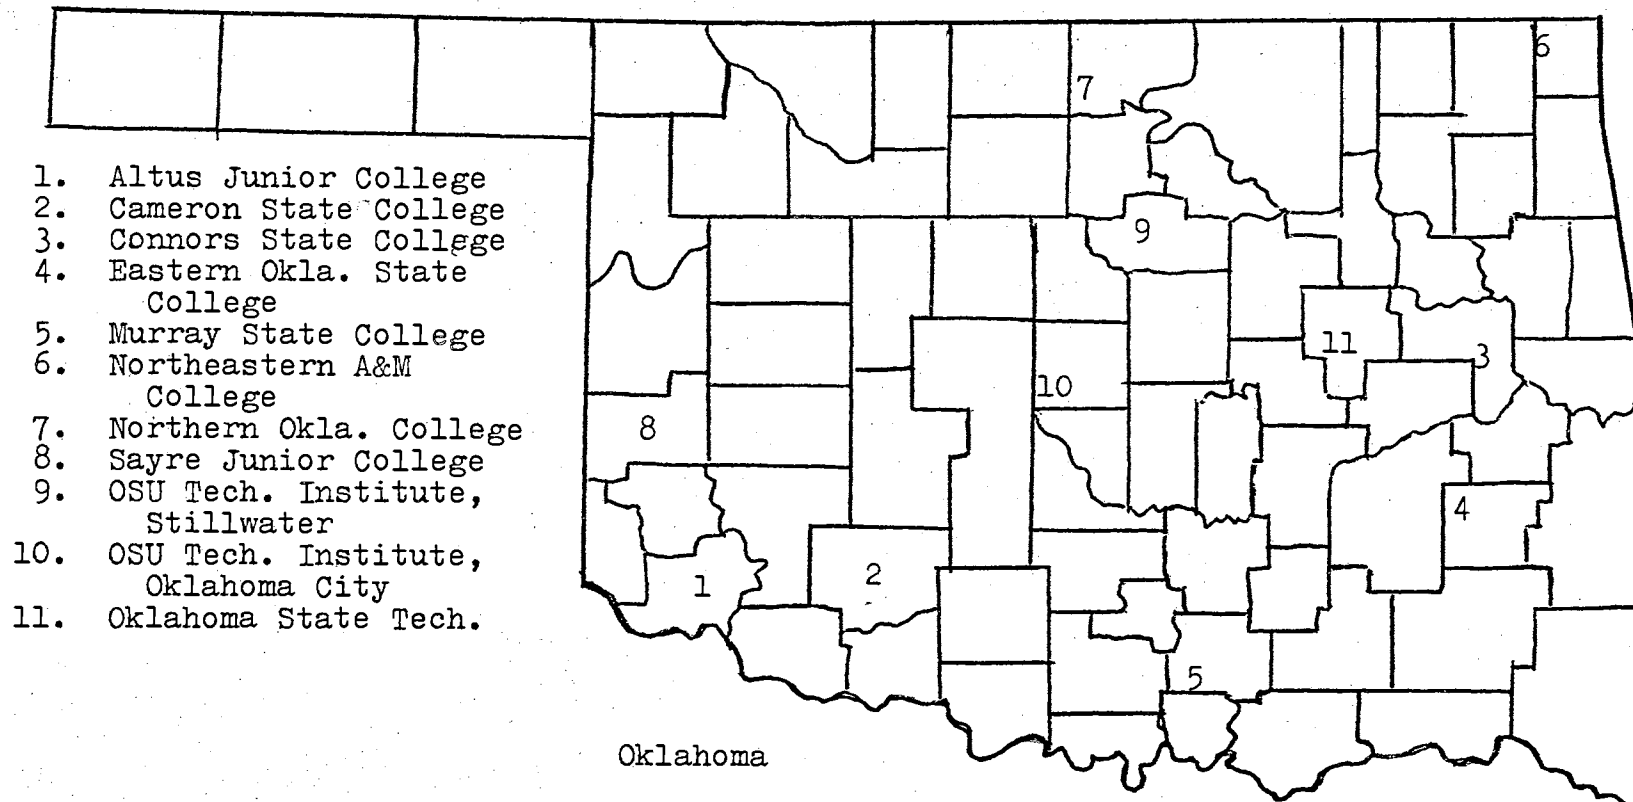 1. Altus Junior College
2. Cameron State College
3. Connors State College
4. Eastern Okla. State
College
5. Murray State College
6. Northeastern A&M
College
7. Northern Okla. College
8. Sayre Junior College
9. OSU Tech. Institute,
Stillwater
10. OSU Tech. Institute,
Oklahoma City
11. Oklahoma State Tech.
6
7
9
11
3
10
8
4
2
1
5
Oklahoma